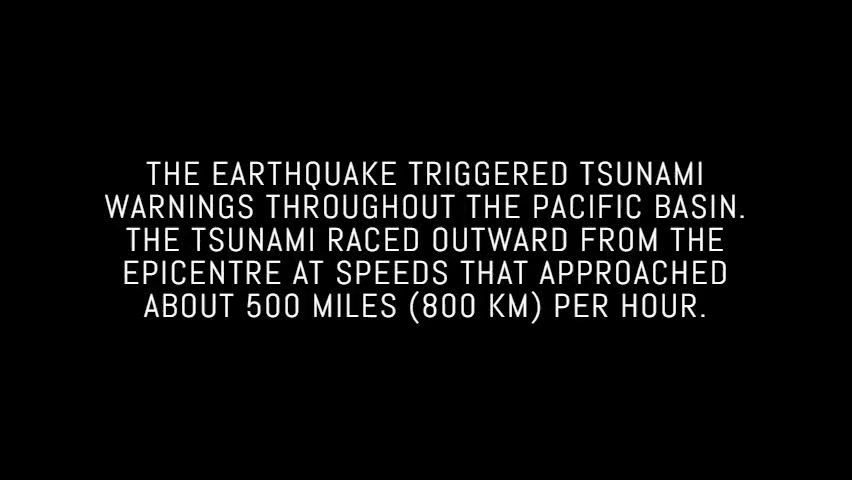 THE EARTHQUAKE TRIGGERED TSUNAMI
WARNINGS THROUGHOUT THE PACIFIC BASIN.
THE TSUNAMI RACED OUTWARD FROM THE
EPICENTRE AT SPEEDS THAT APPROACHED
ABOUT 500 MILES (800 KM) PER HOUR.